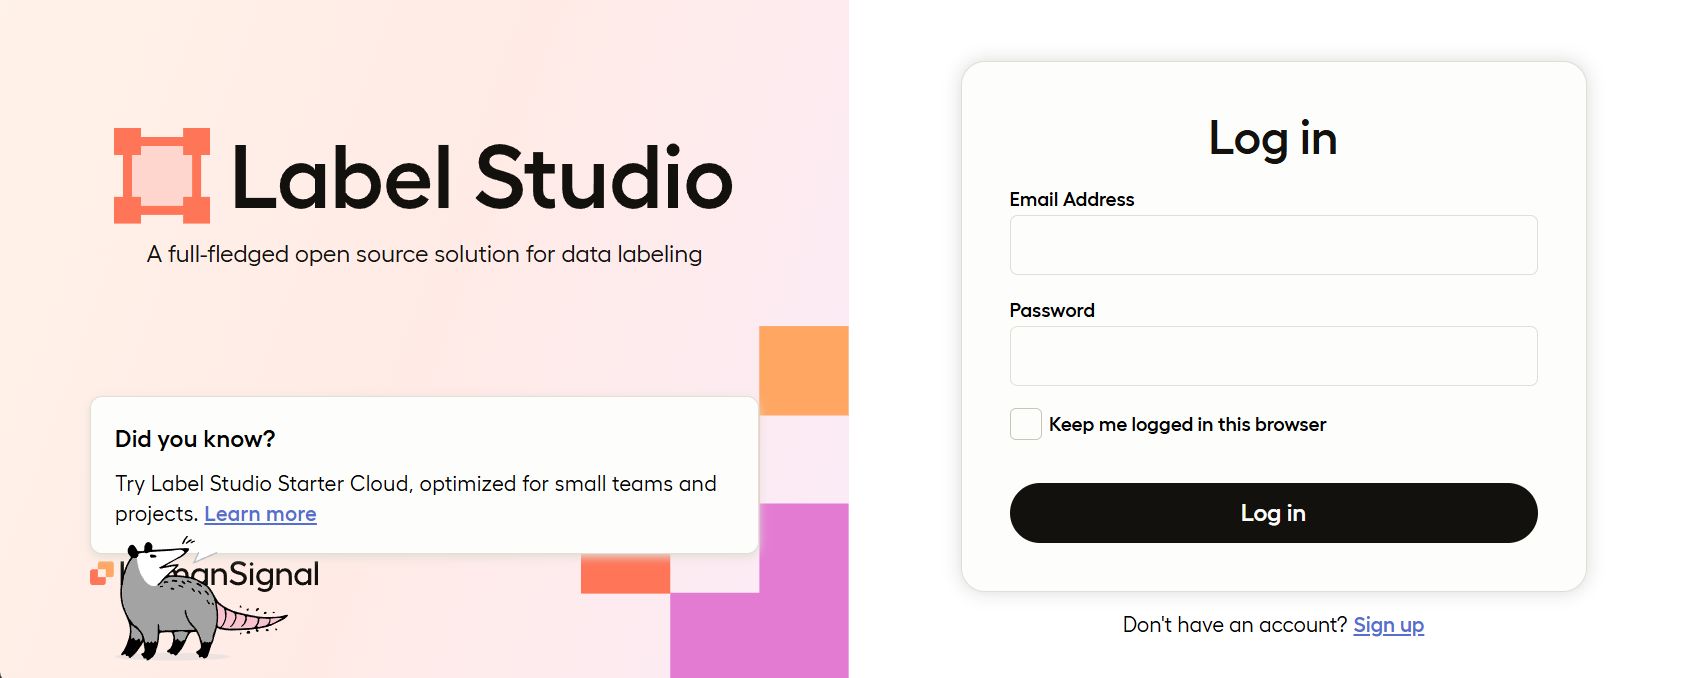 Label Studio
A full-fledged open source solution for data labeling
Did you know?
Try Label Studio Starter Cloud, optimized for small teams and
projects. Learn more
Log in
Email Address
Password
Keep me logged in this browser
Log in
Don't have an account? Sign up